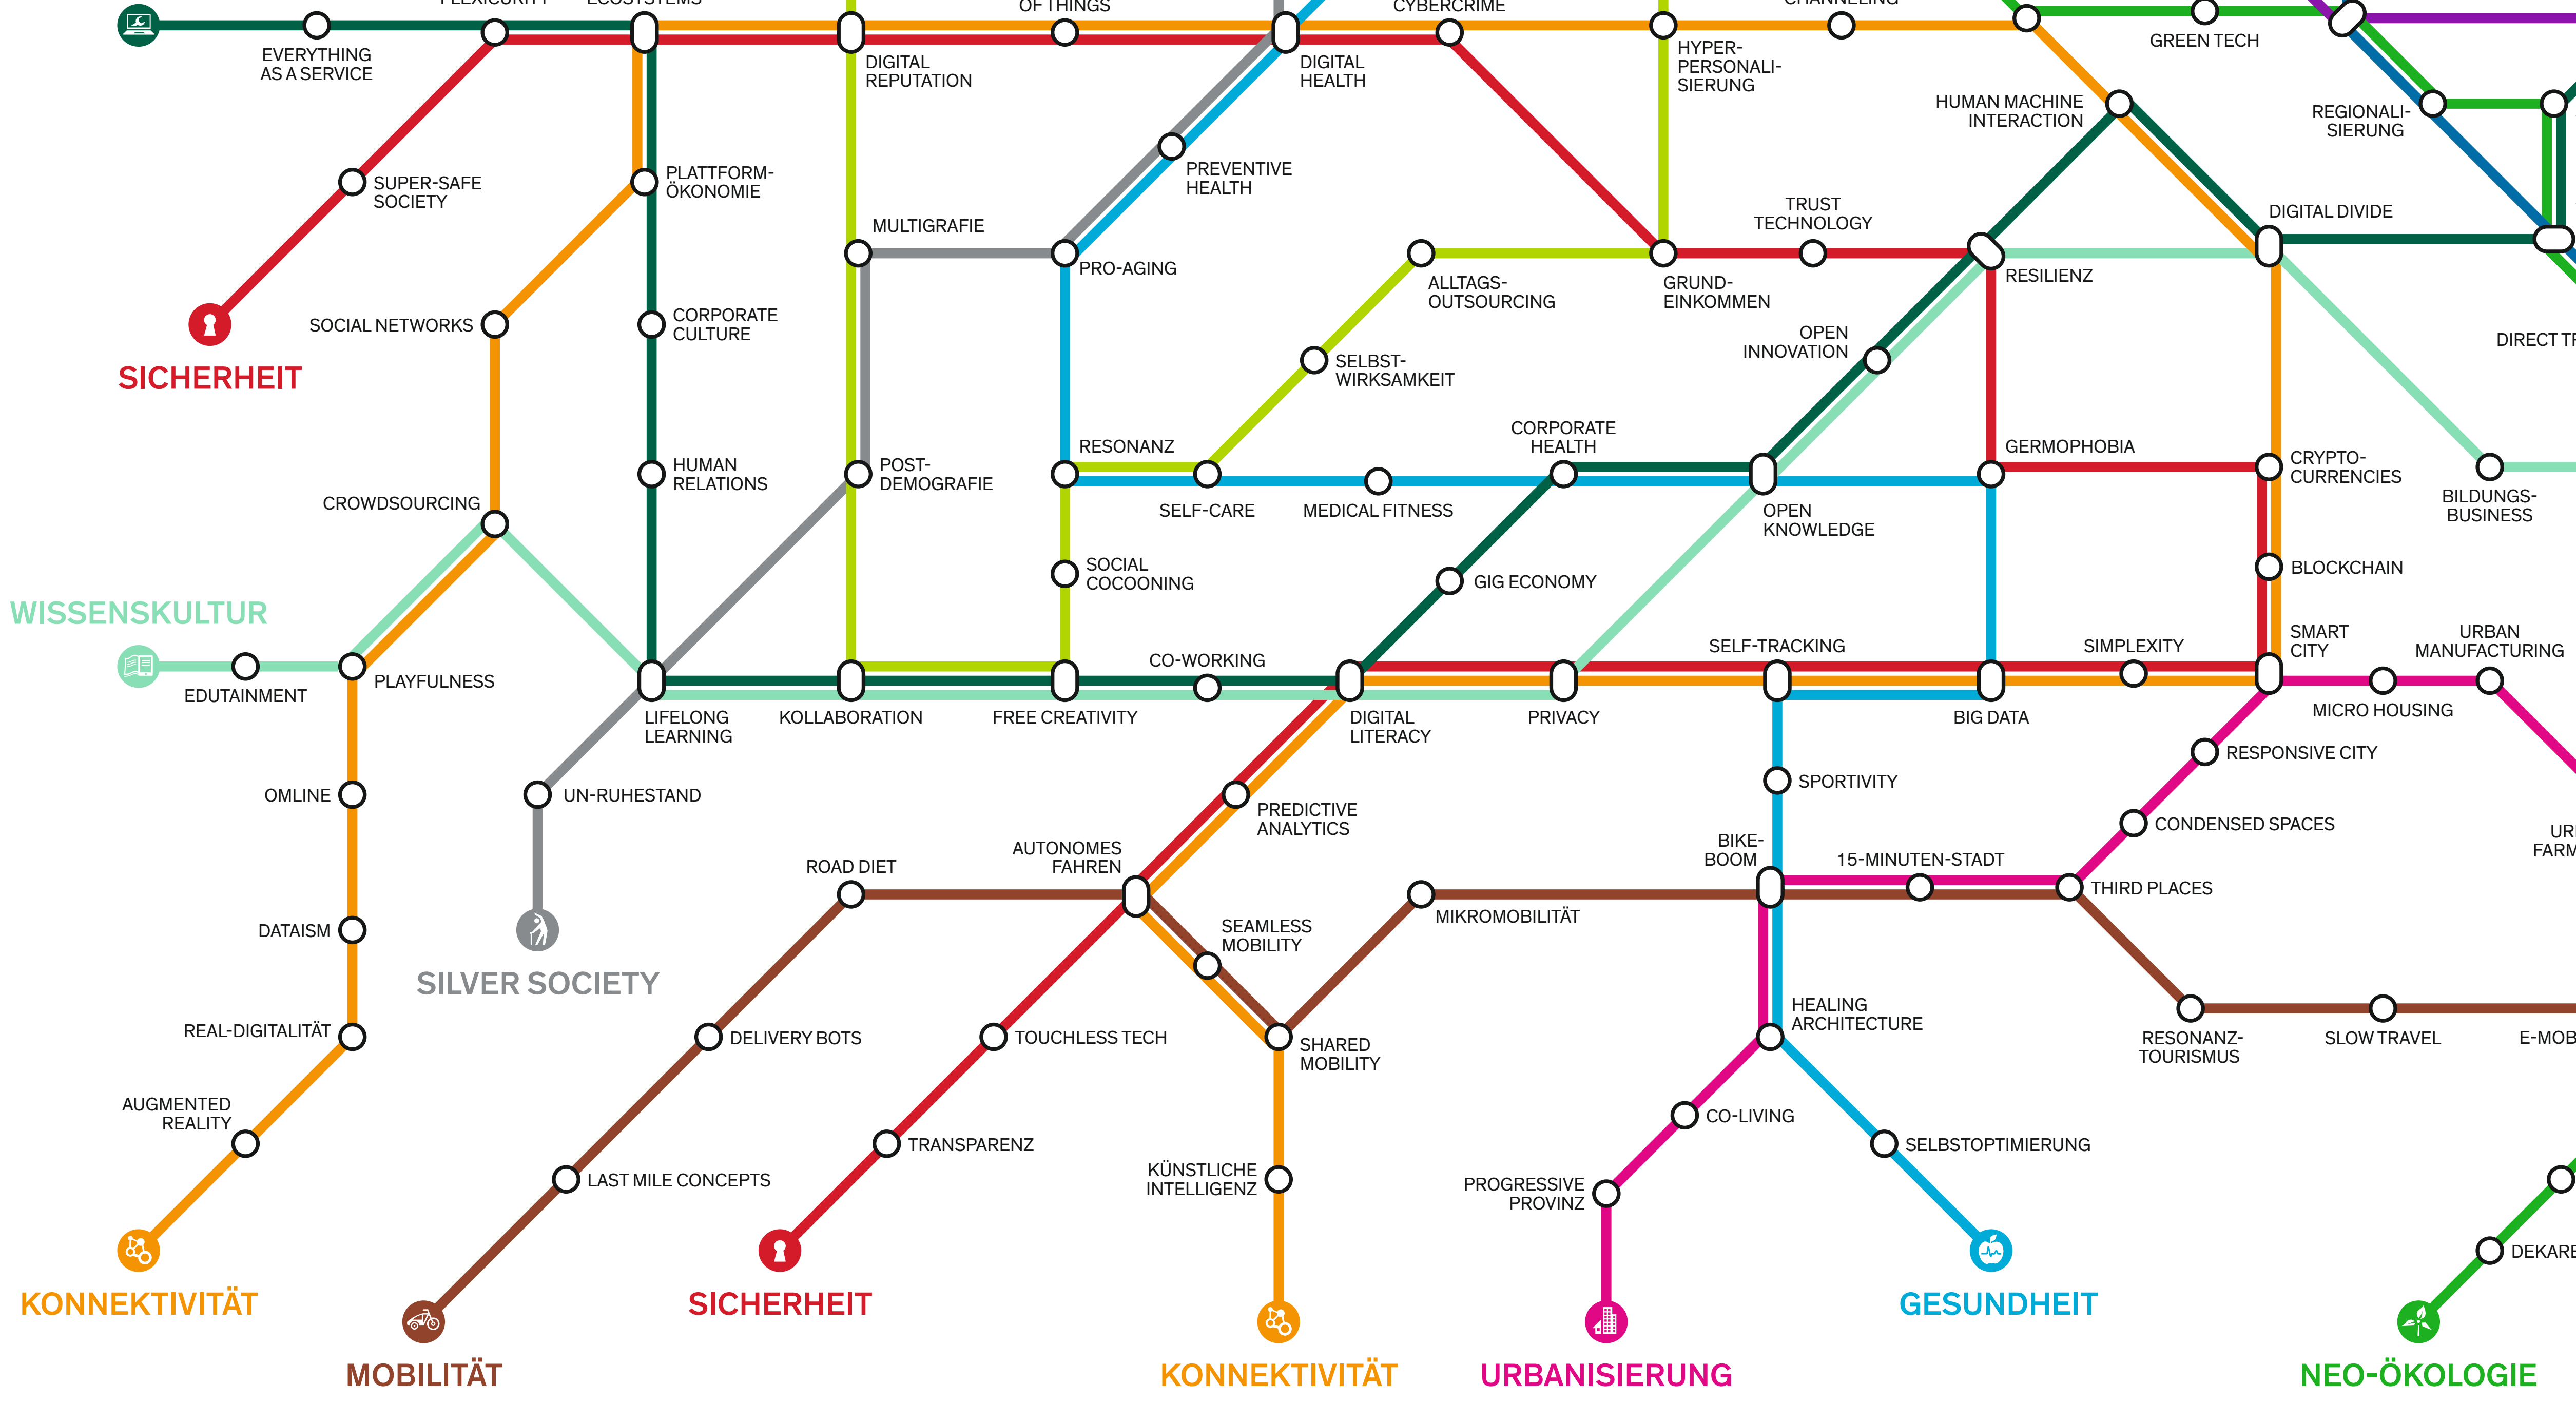 OF THINGS
CYBERCRIME
EVERYTHING
AS A SERVICE
DIGITAL
REPUTATION
DIGITAL
HEALTH
HYPER-
PERSONALI-
SIERUNG
GREEN TECH
HUMAN MACHINE
INTERACTION
REGIONALI-
SIERUNG
SUPER-SAFE
SOCIETY
PLATTFORM-
ÖKONOMIE
PREVENTIVE
HEALTH
MULTIGRAFIE
PRO-AGING
TRUST
TECHNOLOGY
DIGITAL DIVIDE
ALLTAGS-
OUTSOURCING
GRUND-
EINKOMMEN
RESILIENZ
SICHERHEIT
SOCIAL NETWORKS
CORPORATE
CULTURE
SELBST-
WIRKSAMKEIT
OPEN
INNOVATION
DIRECT
CROWDSOURCING
HUMAN
RELATIONS
POST-
DEMOGRAFIE
RESONANZ
SELF-CARE
MEDICAL FITNESS
CORPORATE
HEALTH
OPEN
KNOWLEDGE
GERMOPHOBIA
CRYPTO-
CURRENCIES
BILDUNGS-
BUSINESS
SOCIAL
COCOONING
GIG ECONOMY
BLOCKCHAIN
WISSENSKULTUR
EDUTAINMENT
PLAYFULNESS
LIFELONG
LEARNING
KOLLABORATION
FREE CREATIVITY
CO-WORKING
DIGITAL
LITERACY
PRIVACY
SELF-TRACKING
BIG DATA
SIMPLEXITY
SMART
CITY
URBAN
MANUFACTURING
MICRO HOUSING
OMLINE
UN-RUHESTAND
PREDICTIVE
ANALYTICS
SPORTIVITY
RESPONSIVE CITY
CONDENSED SPACES
DATAISM
SILVER SOCIETY
ROAD DIET
AUTONOMES
FAHREN
SEAMLESS
MOBILITY
MIKROMOBILITÄT
BIKE-
BOOM
15-MINUTEN-STADT
THIRD PLACES
REAL-DIGITALITÄT
DELIVERY BOTS
TOUCHLESS TECH
SHARED
MOBILITY
HEALING
ARCHITECTURE
RESONANZ-
TOURISMUS
SLOW TRAVEL
AUGMENTED
REALITY
LAST MILE CONCEPTS
TRANSPARENZ
KÜNSTLICHE
INTELLIGENZ
CO-LIVING
PROGRESSIVE
PROVINZ
SELBSTOPTIMIERUNG
KONNEKTIVITÄT
MOBILITÄT
SICHERHEIT
KONNEKTIVITÄT
URBANISIERUNG
GESUNDHEIT
NEO-ÖKOLOGIE